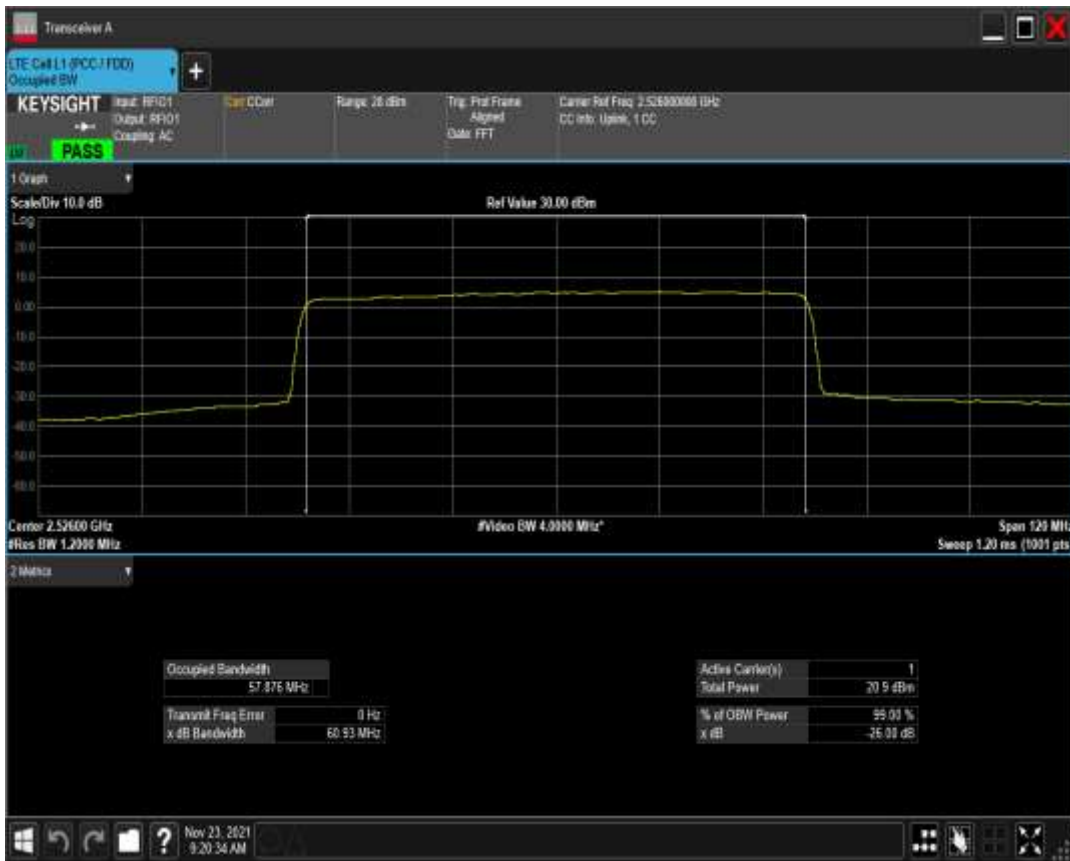 Transceiver A
LTE Cell L1 (PCC / FDD)
Occupied BW
+
KEYSIGHT
Input: RFIO1
Output: RFIO1
Coupling: AC
PASS
Corr CCorr
Range: 28 dBm
Trig: Prot Frame
Aligned
Gate: FFT
Carrier Ref Freq: 2.526000000 GHz
CC Info: Uplink, 1 CC
1 Graph
Scale/Div 10.0 dB
Ref Value 30.00 dBm
Log
20.0
10.0
0.00
-10.0
-20.0
-30.0
-40.0
-50.0
-60.0
Center 2.52600 GHz
#Video BW 4.0000 MHz*
Span 120 MHz
#Res BW 1.2000 MHz
Sweep 1.20 ms (1001 pts
2 Metrics
Occupied Bandwidth
57.876 MHz
Transmit Freq Error 0 Hz
x dB Bandwidth 60.93 MHz
Active Carrier(s) 1
Total Power 20.9 dBm
% of OBW Power 99.00 %
x dB -26.00 dB
?
Nov 23, 2021
9:20:34 AM